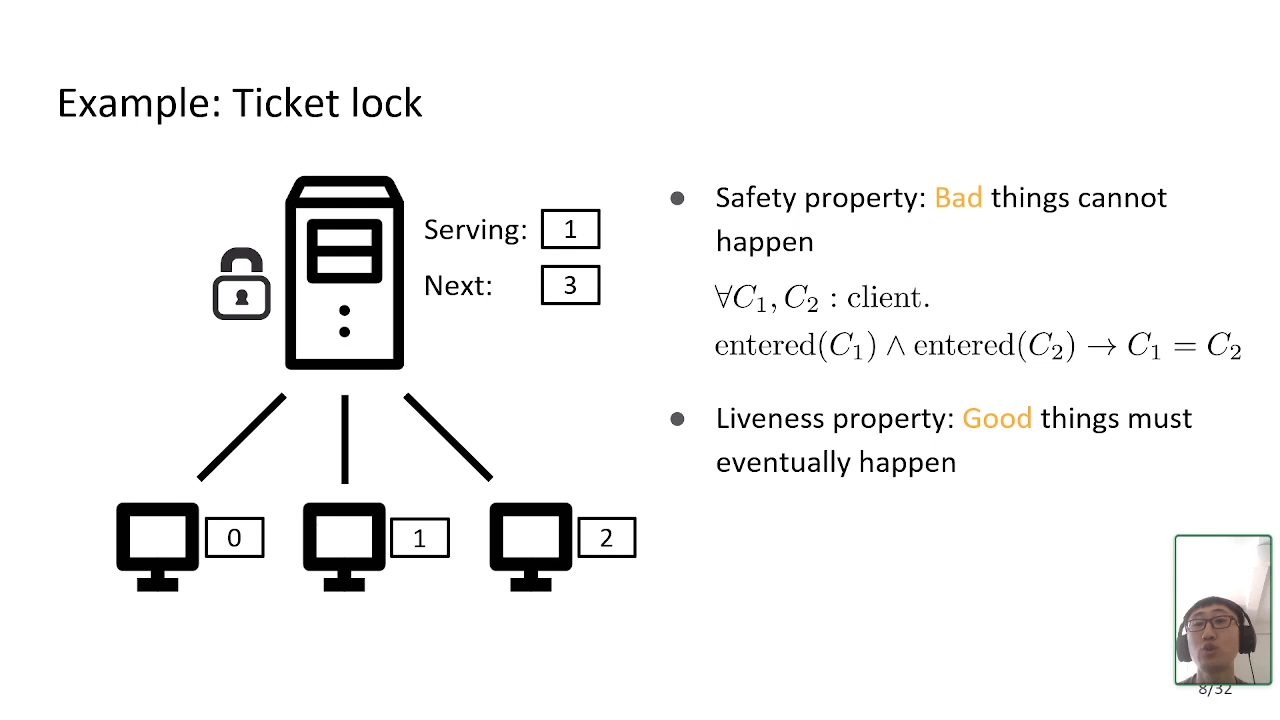 Example: Ticket lock
Serving: 1
Next: 3
0
1
2
● Safety property: Bad things cannot
happen
∀C₁, C₂ : client.
entered(C₁) ∧ entered(C₂) → C₁ = C₂
● Liveness property: Good things must
eventually happen
8/32